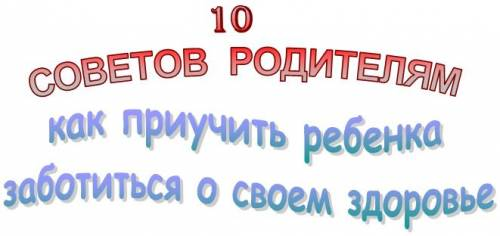 10
СОВЕТОВ РОДИТЕЛЯМ
как приучить ребенка
заботиться о своем здоровье